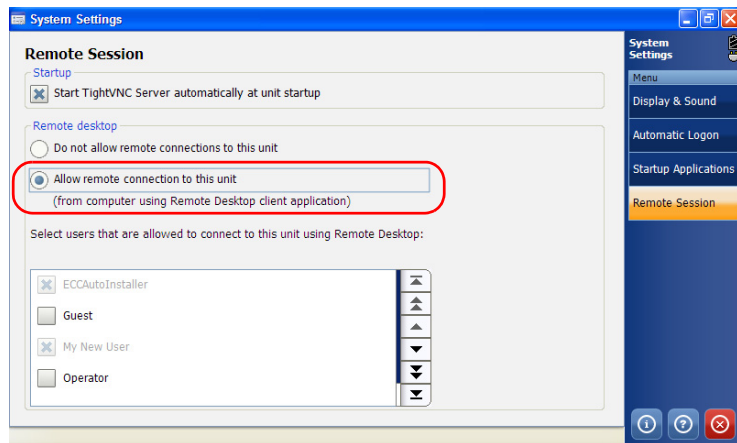 System Settings
Remote Session
Startup
Start TightVNC Server automatically at unit startup
Remote desktop
Do not allow remote connections to this unit
Allow remote connection to this unit
(from computer using Remote Desktop client application)
Select users that are allowed to connect to this unit using Remote Desktop:
ECCAutoInstaller
Guest
My New User
Operator
System
Settings
Menu
Display & Sound
Automatic Logon
Startup Applications
Remote Session